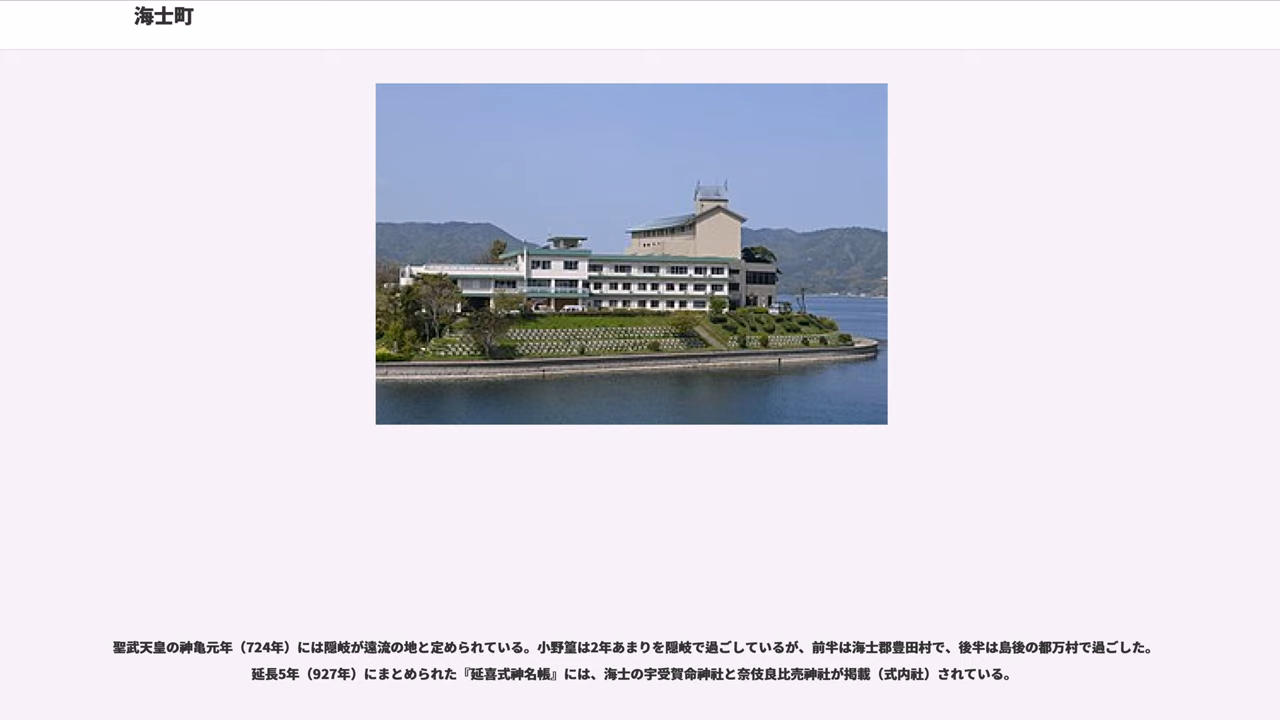 海士町
聖武天皇の神亀元年（724年）には隠岐が遠流の地と定められている。小野篁は2年あまりを隠岐で過ごしているが、前半は海士郡豊田村で、後半は島後の都万村で過ごした。
延長5年（927年）にまとめられた『延喜式神名帳』には、海士の宇受賀命神社と奈伎良比売神社が掲載（式内社）されている。